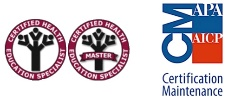 CERTIFIED HEALTH
EDUCATION SPECIALIST
CERTIFIED HEALTH
MASTER
EDUCATION SPECIALIST
CM
APA
AICP
Certification
Maintenance